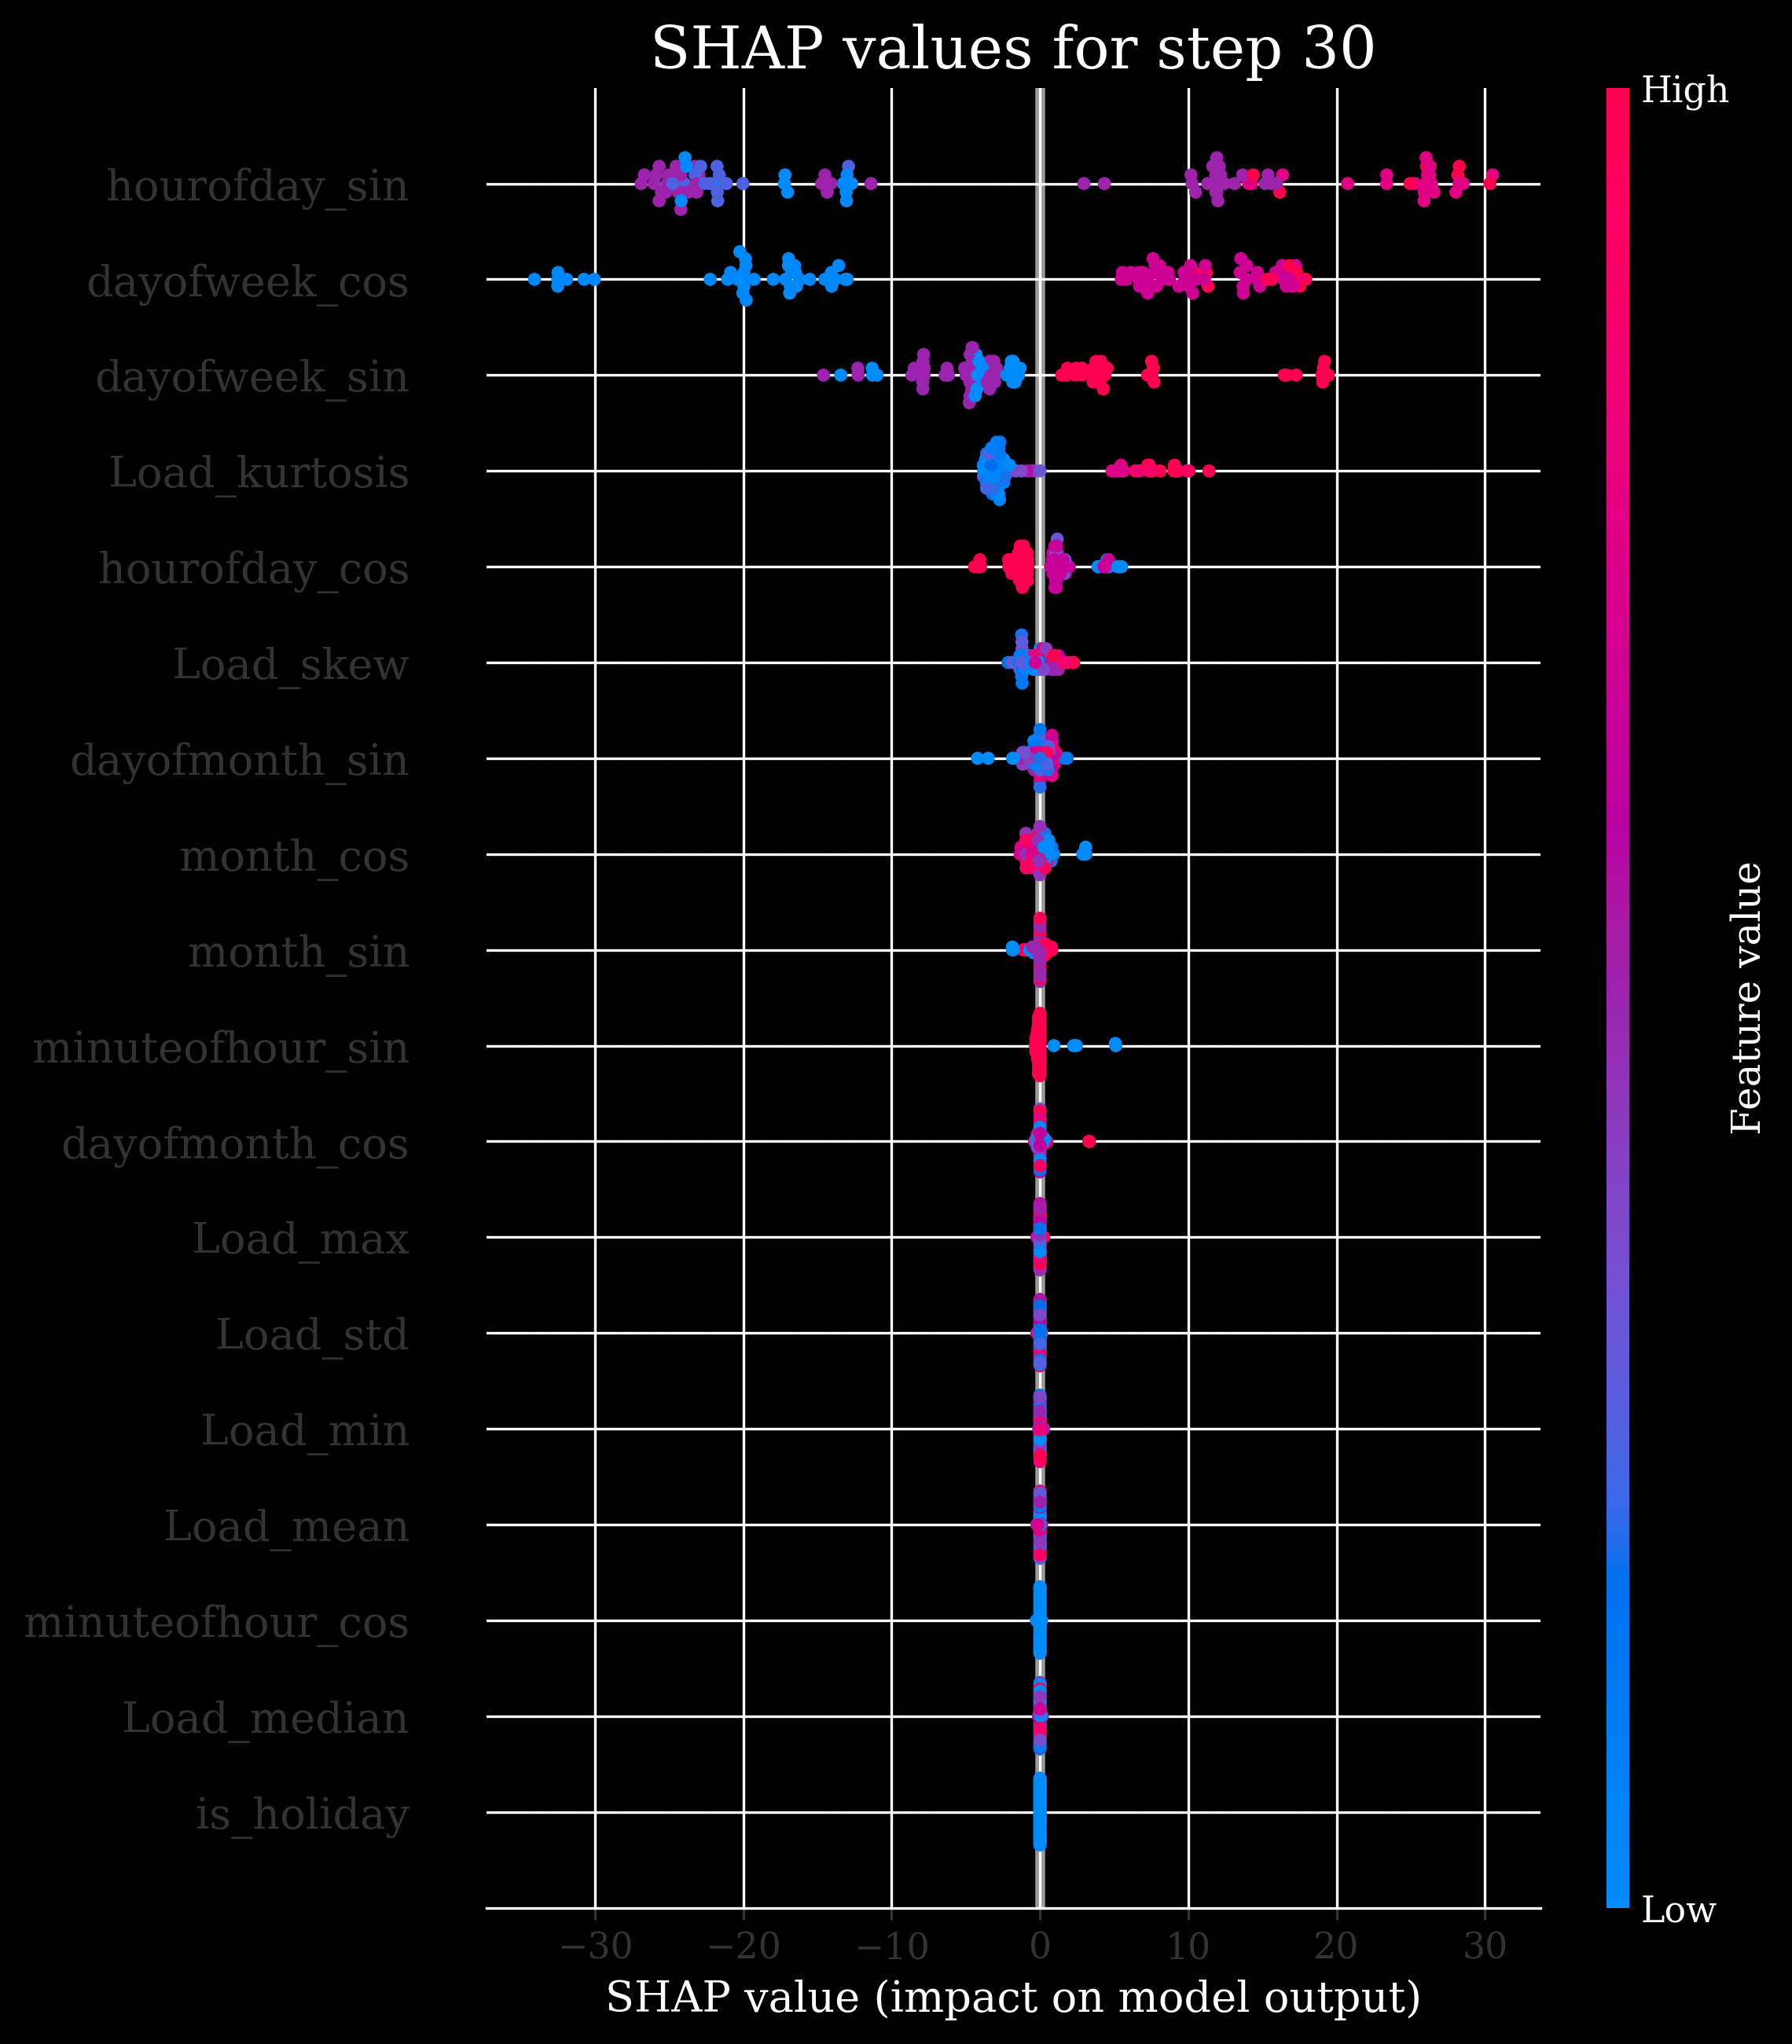 SHAP values for step 30
High
hourofday_sin
dayofweek_cos
dayofweek_sin
Load_kurtosis
hourofday_cos
Load_skew
dayofmonth_sin
month_cos
month_sin
minuteofhour_sin
dayofmonth_cos
Load_max
Load_std
Load_min
Load_mean
minuteofhour_cos
Load_median
is_holiday
Feature value
Low
−30 −20 −10 0 10 20 30
SHAP value (impact on model output)